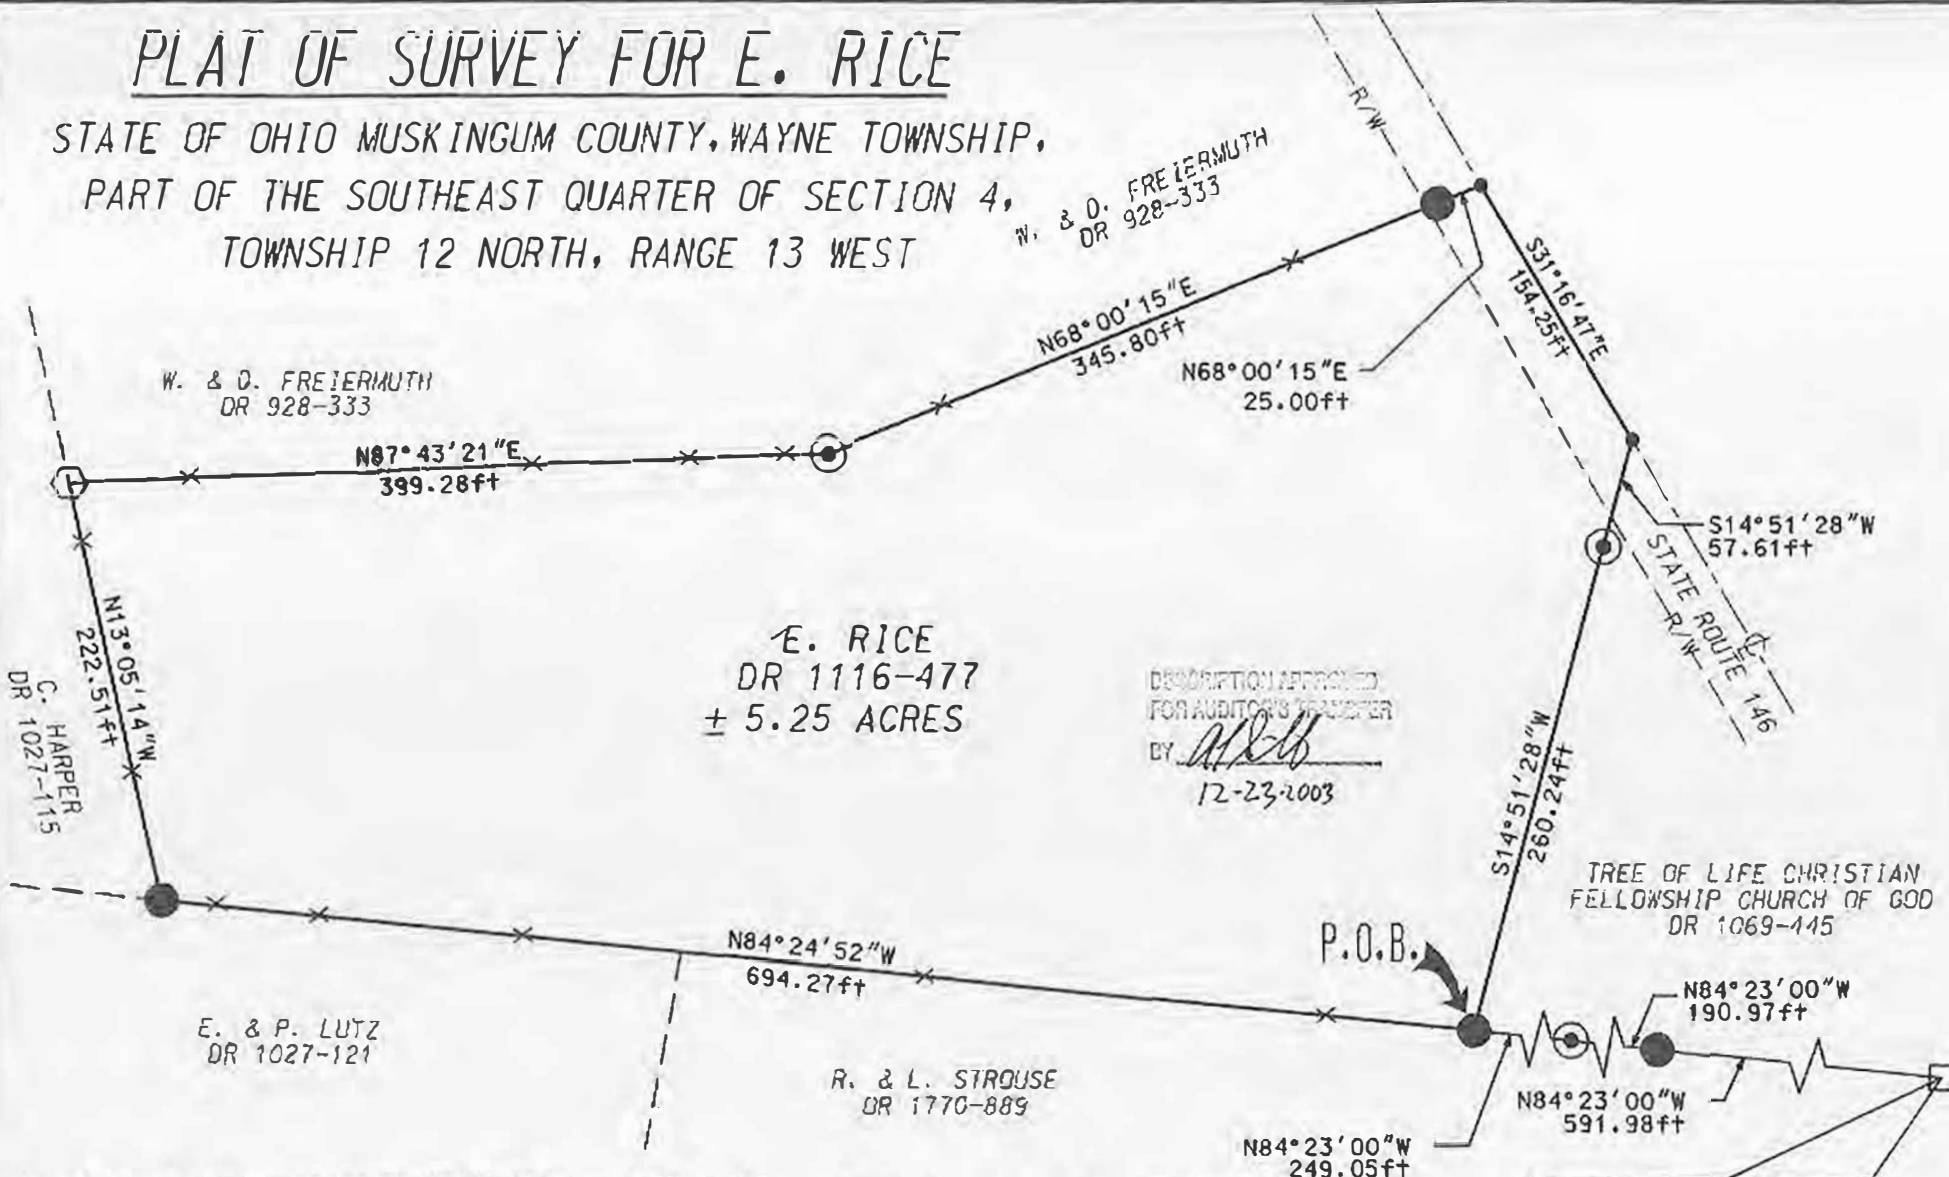 PLAT OF SURVEY FOR E. RICE
STATE OF OHIO MUSKINGUM COUNTY, WAYNE TOWNSHIP,
PART OF THE SOUTHEAST QUARTER OF SECTION 4,
TOWNSHIP 12 NORTH, RANGE 13 WEST
R/W
W. & D. FREIERMUTH
DR 928-333
S31°16'47"E
154.25ft
N68°00'15"E
345.80ft
N68°00'15"E
25.00ft
W. & D. FREIERMUTH
DR 928-333
N87°43'21"E
399.28ft
S14°51'28"W
57.61ft
STATE ROUTE 146
R/W
N13°05'14"W
222.51ft
C. HARPER
DR 1027-115
E. RICE
DR 1116-477
± 5.25 ACRES
DESCRIPTION APPROVED
FOR AUDITOR'S TRANSFER
BY
12-23-2003
S14°51'28"W
260.24ft
TREE OF LIFE CHRISTIAN
FELLOWSHIP CHURCH OF GOD
DR 1069-445
P.O.B.
N84°24'52"W
694.27ft
N84°23'00"W
190.97ft
E. & P. LUTZ
DR 1027-121
R. & L. STROUSE
DR 1770-889
N84°23'00"W
591.98ft
N84°23'00"W
249.05ft